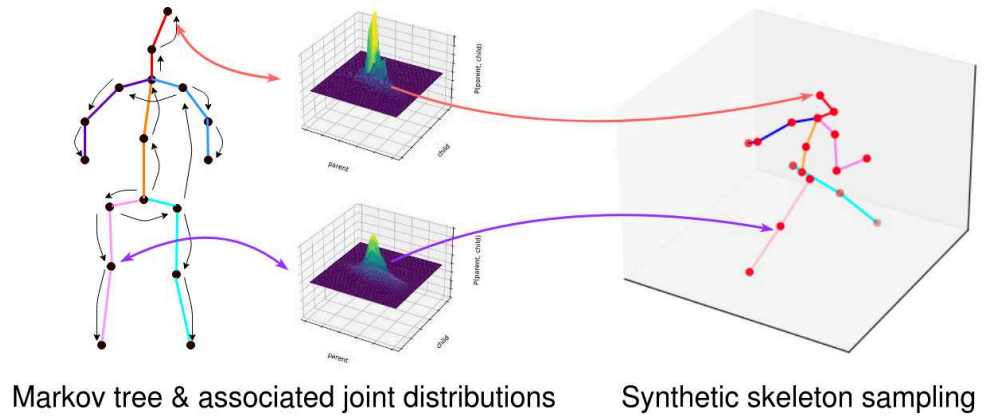 P(parent, child)
child
parent
P(parent, child)
child
parent
Markov tree & associated joint distributions
Synthetic skeleton sampling